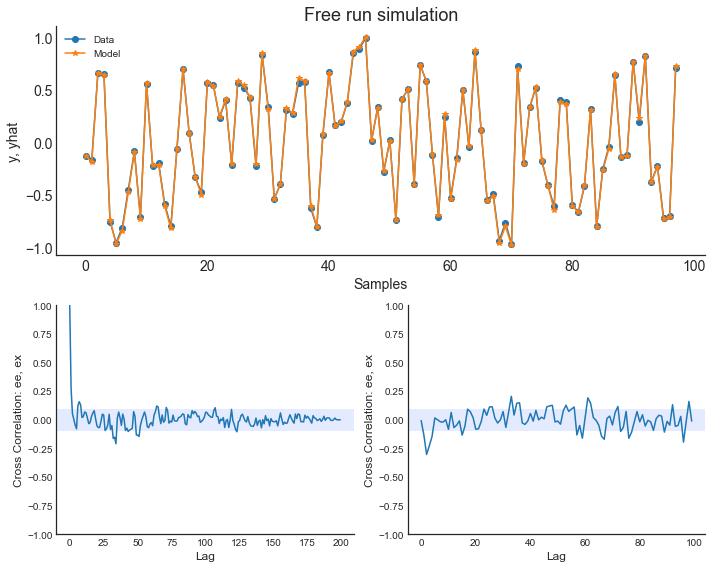 Free run simulation
Data
Model
y, yhat
1.0
0.5
0.0
−0.5
−1.0
0 20 40 60 80 100
Samples
Cross Correlation: ee, ex
1.00
0.75
0.50
0.25
0.00
−0.25
−0.50
−0.75
−1.00
0 25 50 75 100 125 150 175 200
Lag
Cross Correlation: ee, ex
1.00
0.75
0.50
0.25
0.00
−0.25
−0.50
−0.75
−1.00
0 20 40 60 80 100
Lag